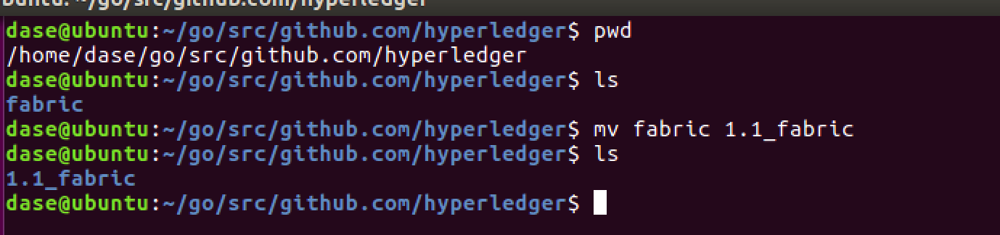 buntu: ~/go/src/github.com/hyperledger
dase@ubuntu:~/go/src/github.com/hyperledger$ pwd
/home/dase/go/src/github.com/hyperledger
dase@ubuntu:~/go/src/github.com/hyperledger$ ls
fabric
dase@ubuntu:~/go/src/github.com/hyperledger$ mv fabric 1.1_fabric
dase@ubuntu:~/go/src/github.com/hyperledger$ ls
1.1_fabric
dase@ubuntu:~/go/src/github.com/hyperledger$